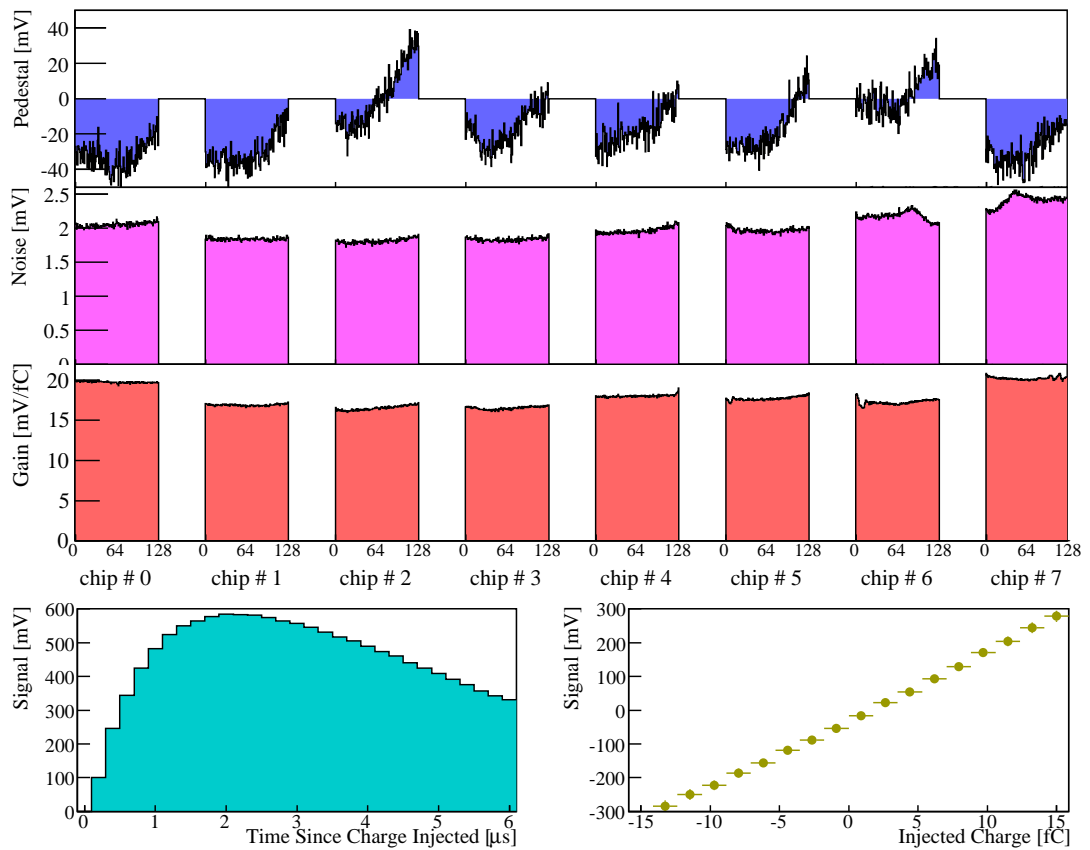 Pedestal [mV]
40
20
0
-20
-40
Noise [mV]
2.5
2
1.5
1
0.5
0
Gain [mV/fC]
20
15
10
5
0
0 64 128 0 64 128 0 64 128 0 64 128 0 64 128 0 64 128 0 64 128 0 64 128
chip # 0 chip # 1 chip # 2 chip # 3 chip # 4 chip # 5 chip # 6 chip # 7
Signal [mV]
600
500
400
300
200
100
0
0 1 2 3 4 5 6
Time Since Charge Injected [μs]
Signal [mV]
300
200
100
0
-100
-200
-300
-15 -10 -5 0 5 10 15
Injected Charge [fC]